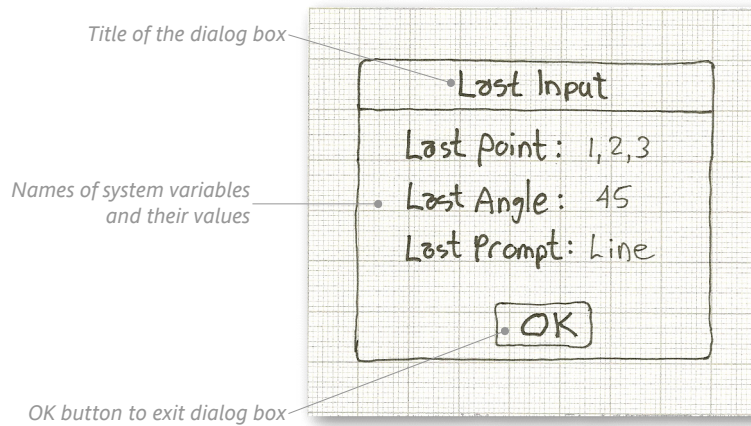 Title of the dialog box
Last Input
Last Point: 1,2,3
Names of system variables
and their values
Last Angle: 45
Last Prompt: Line
OK
OK button to exit dialog box